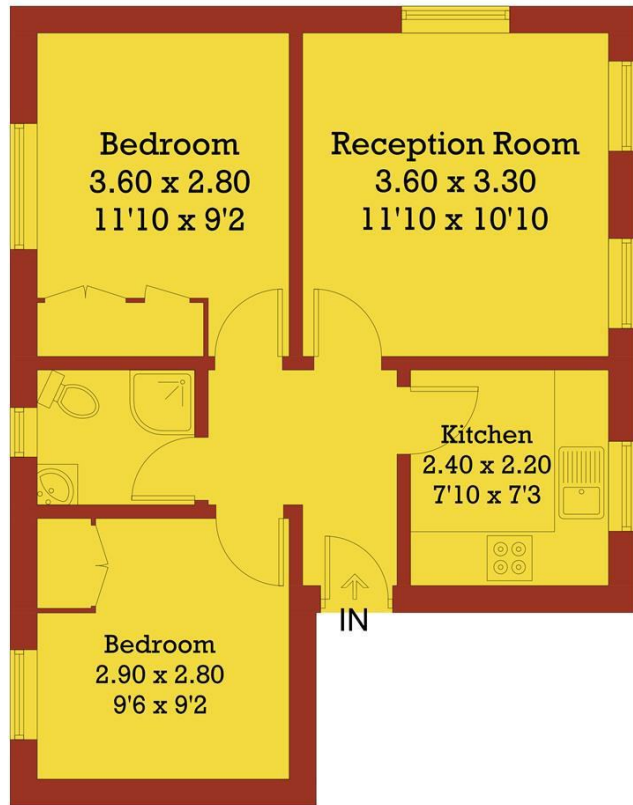 Bedroom
3.60 x 2.80
11'10 x 9'2
Reception Room
3.60 x 3.30
11'10 x 10'10
Kitchen
2.40 x 2.20
7'10 x 7'3
IN
Bedroom
2.90 x 2.80
9'6 x 9'2